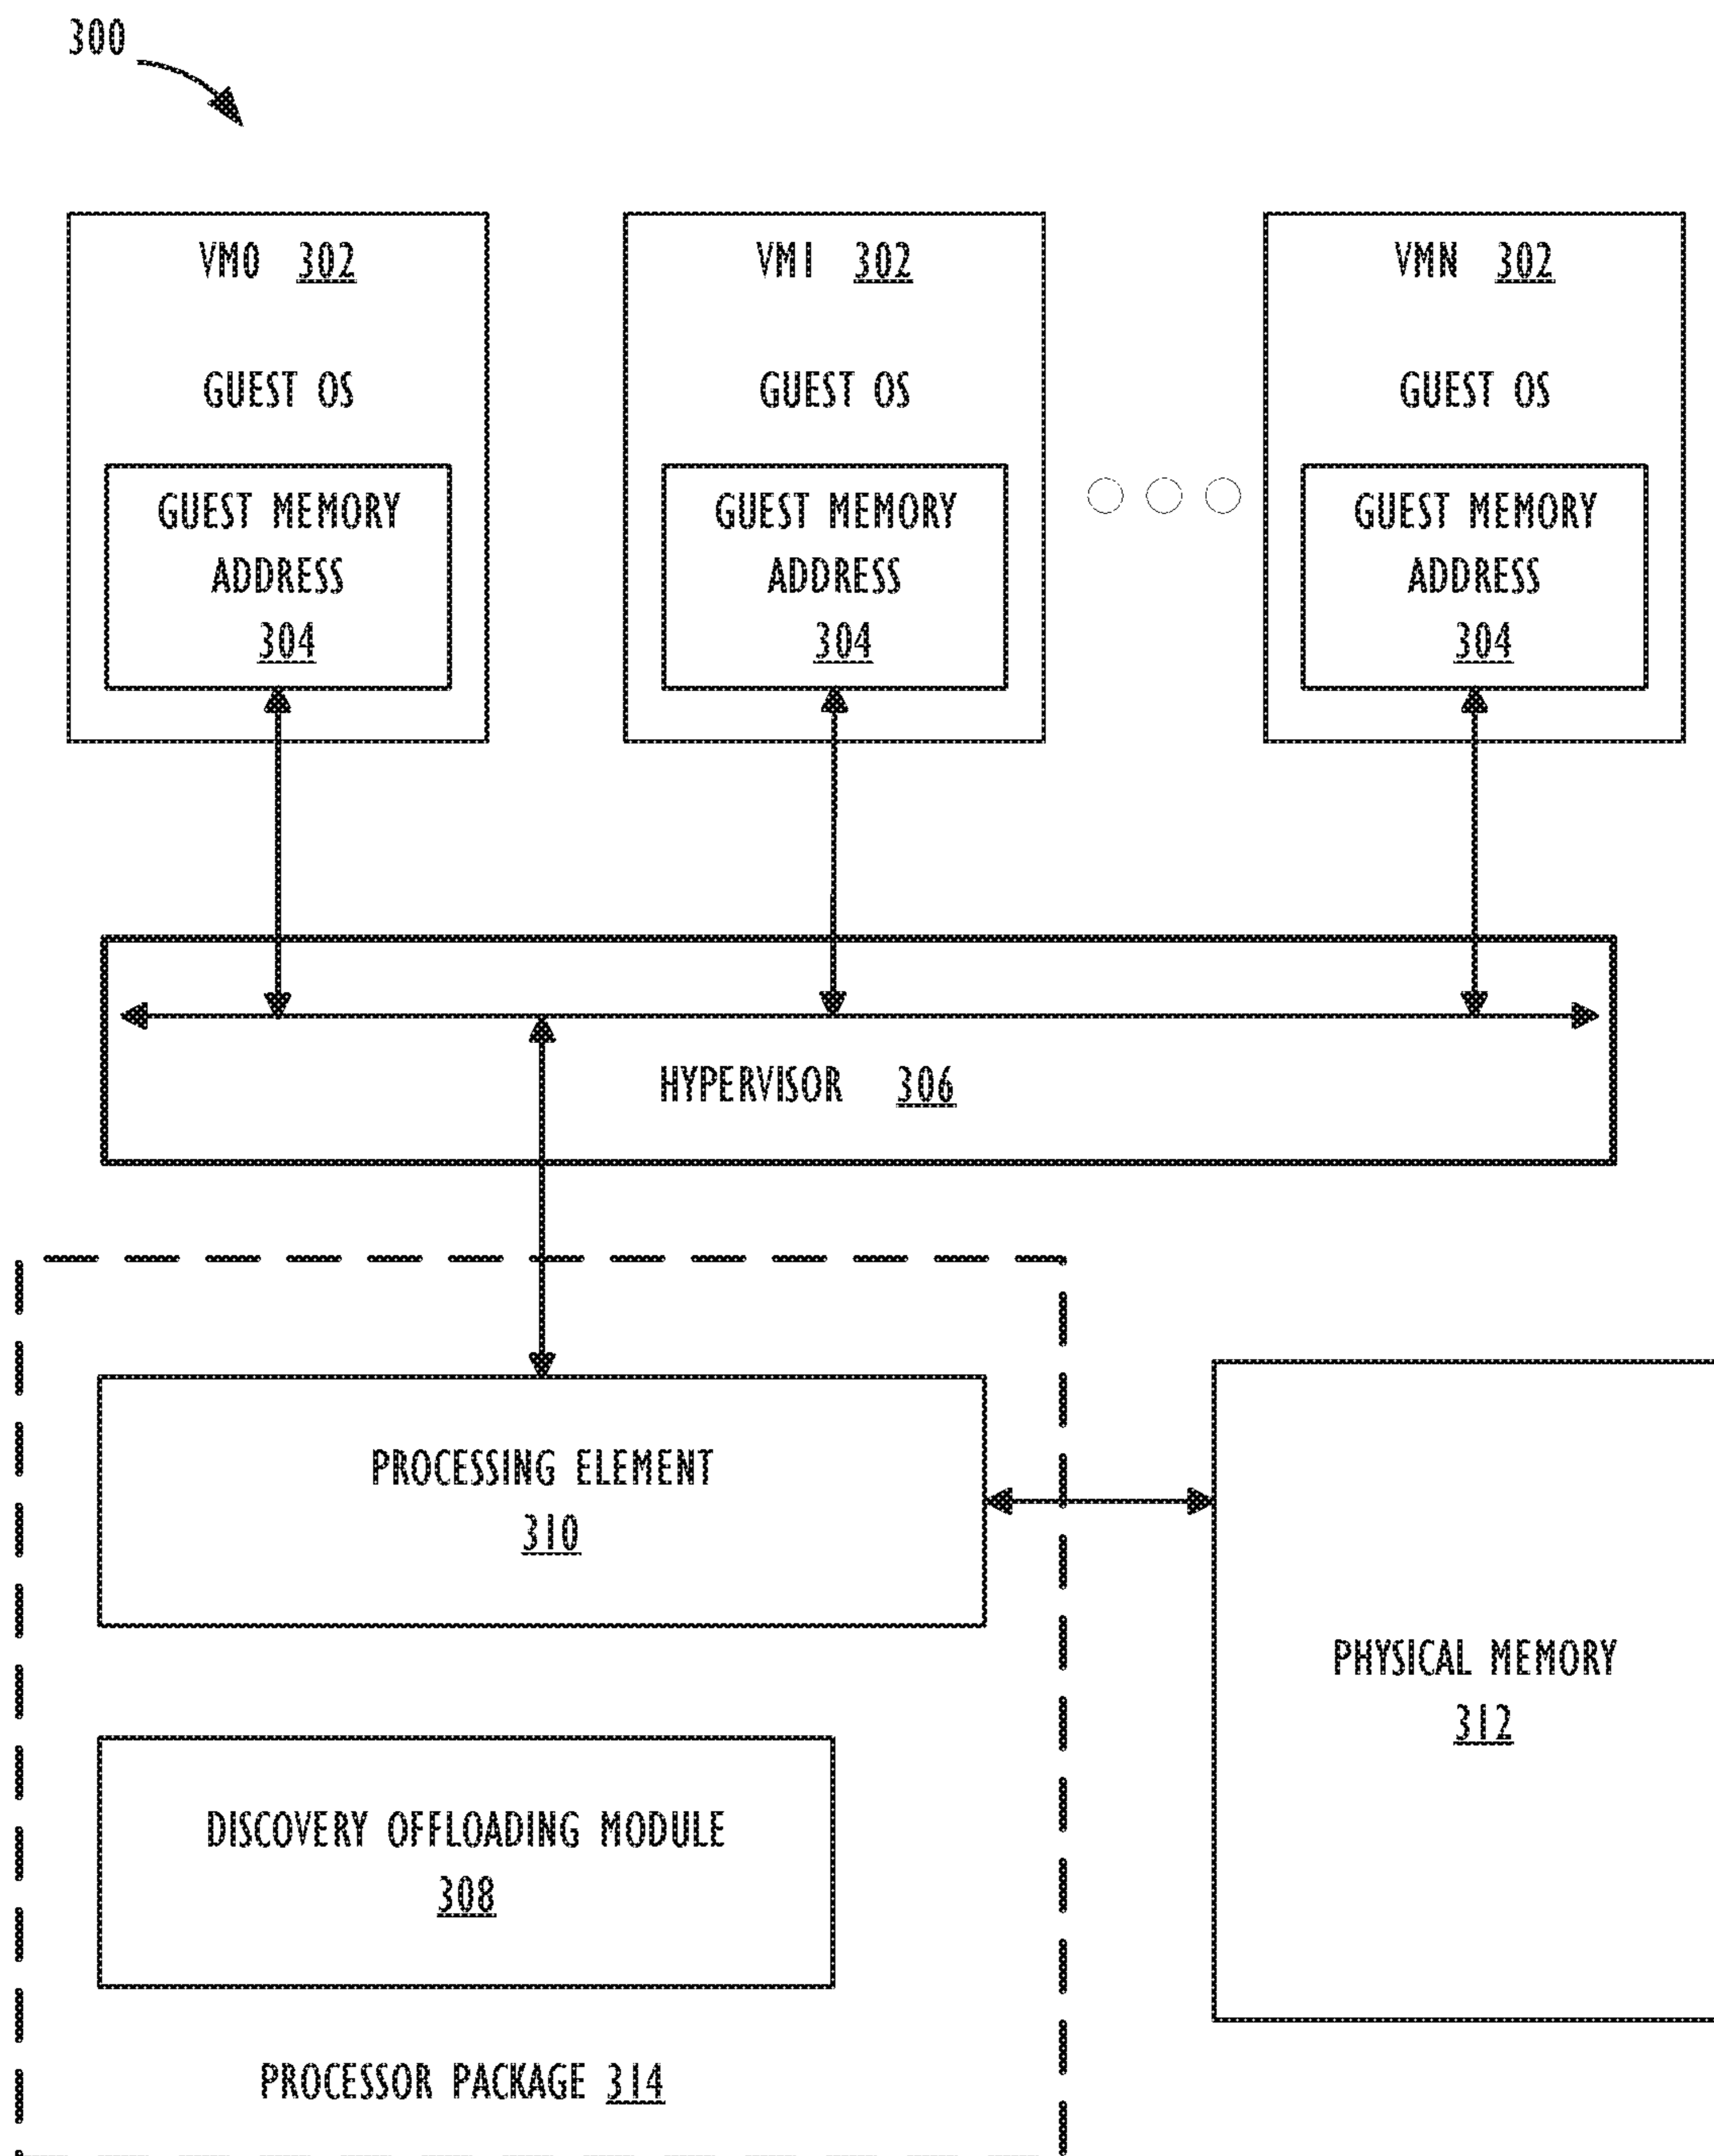 300
VM0 302
GUEST OS
GUEST MEMORY
ADDRESS
304
VM1 302
GUEST OS
GUEST MEMORY
ADDRESS
304
VMN 302
GUEST OS
GUEST MEMORY
ADDRESS
304
HYPERVISOR 306
PROCESSING ELEMENT
310
PHYSICAL MEMORY
312
DISCOVERY OFFLOADING MODULE
308
PROCESSOR PACKAGE 314